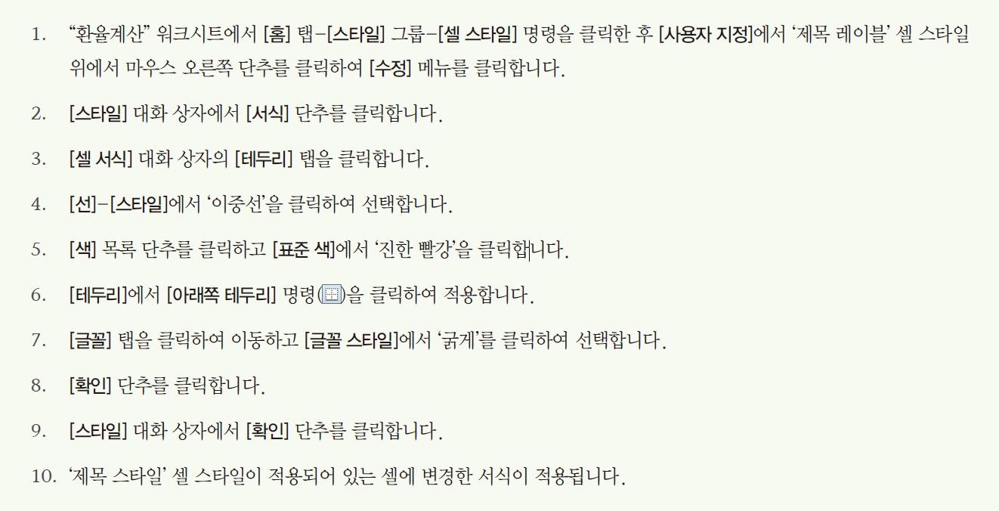 1. “환율계산” 워크시트에서 [홈] 탭-[스타일] 그룹-[셀 스타일] 명령을 클릭한 후 [사용자 지정]에서 ‘제목 레이블’ 셀 스타일
위에서 마우스 오른쪽 단추를 클릭하여 [수정] 메뉴를 클릭합니다.
2. [스타일] 대화 상자에서 [서식] 단추를 클릭합니다.
3. [셀 서식] 대화 상자의 [테두리] 탭을 클릭합니다.
4. [선]-[스타일]에서 ‘이중선’을 클릭하여 선택합니다.
5. [색] 목록 단추를 클릭하고 [표준 색]에서 ‘진한 빨강’을 클릭합니다.
6. [테두리]에서 [아래쪽 테두리] 명령()을 클릭하여 적용합니다.
7. [글꼴] 탭을 클릭하여 이동하고 [글꼴 스타일]에서 ‘굵게’를 클릭하여 선택합니다.
8. [확인] 단추를 클릭합니다.
9. [스타일] 대화 상자에서 [확인] 단추를 클릭합니다.
10. ‘제목 스타일’ 셀 스타일이 적용되어 있는 셀에 변경한 서식이 적용됩니다.